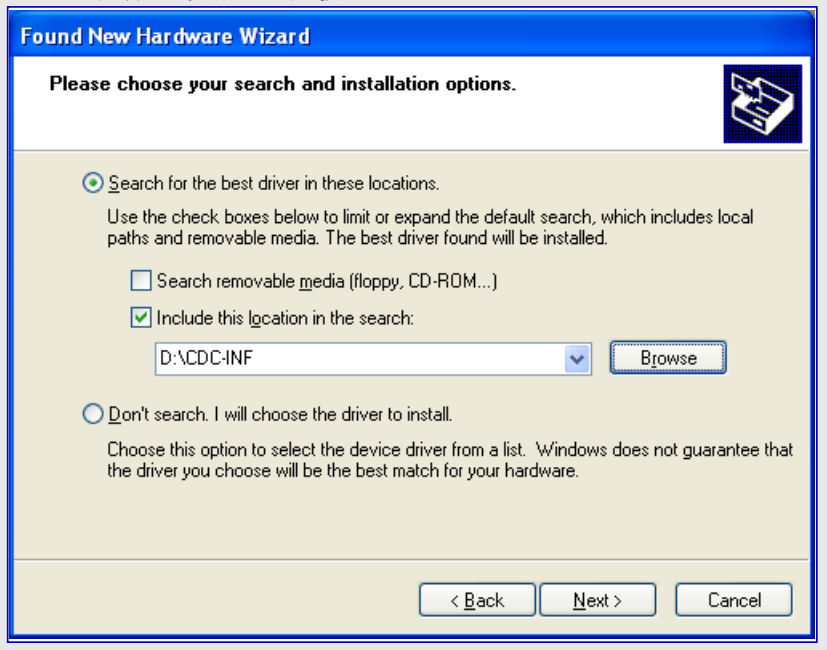 Found New Hardware Wizard
Please choose your search and installation options.
Search for the best driver in these locations.
Use the check boxes below to limit or expand the default search, which includes local
paths and removable media. The best driver found will be installed.
Search removable media (floppy, CD-ROM...)
Include this location in the search:
D:\CDC-INF
Browse
Don't search. I will choose the driver to install.
Choose this option to select the device driver from a list.  Windows does not guarantee that
the driver you choose will be the best match for your hardware.
< Back
Next >
Cancel